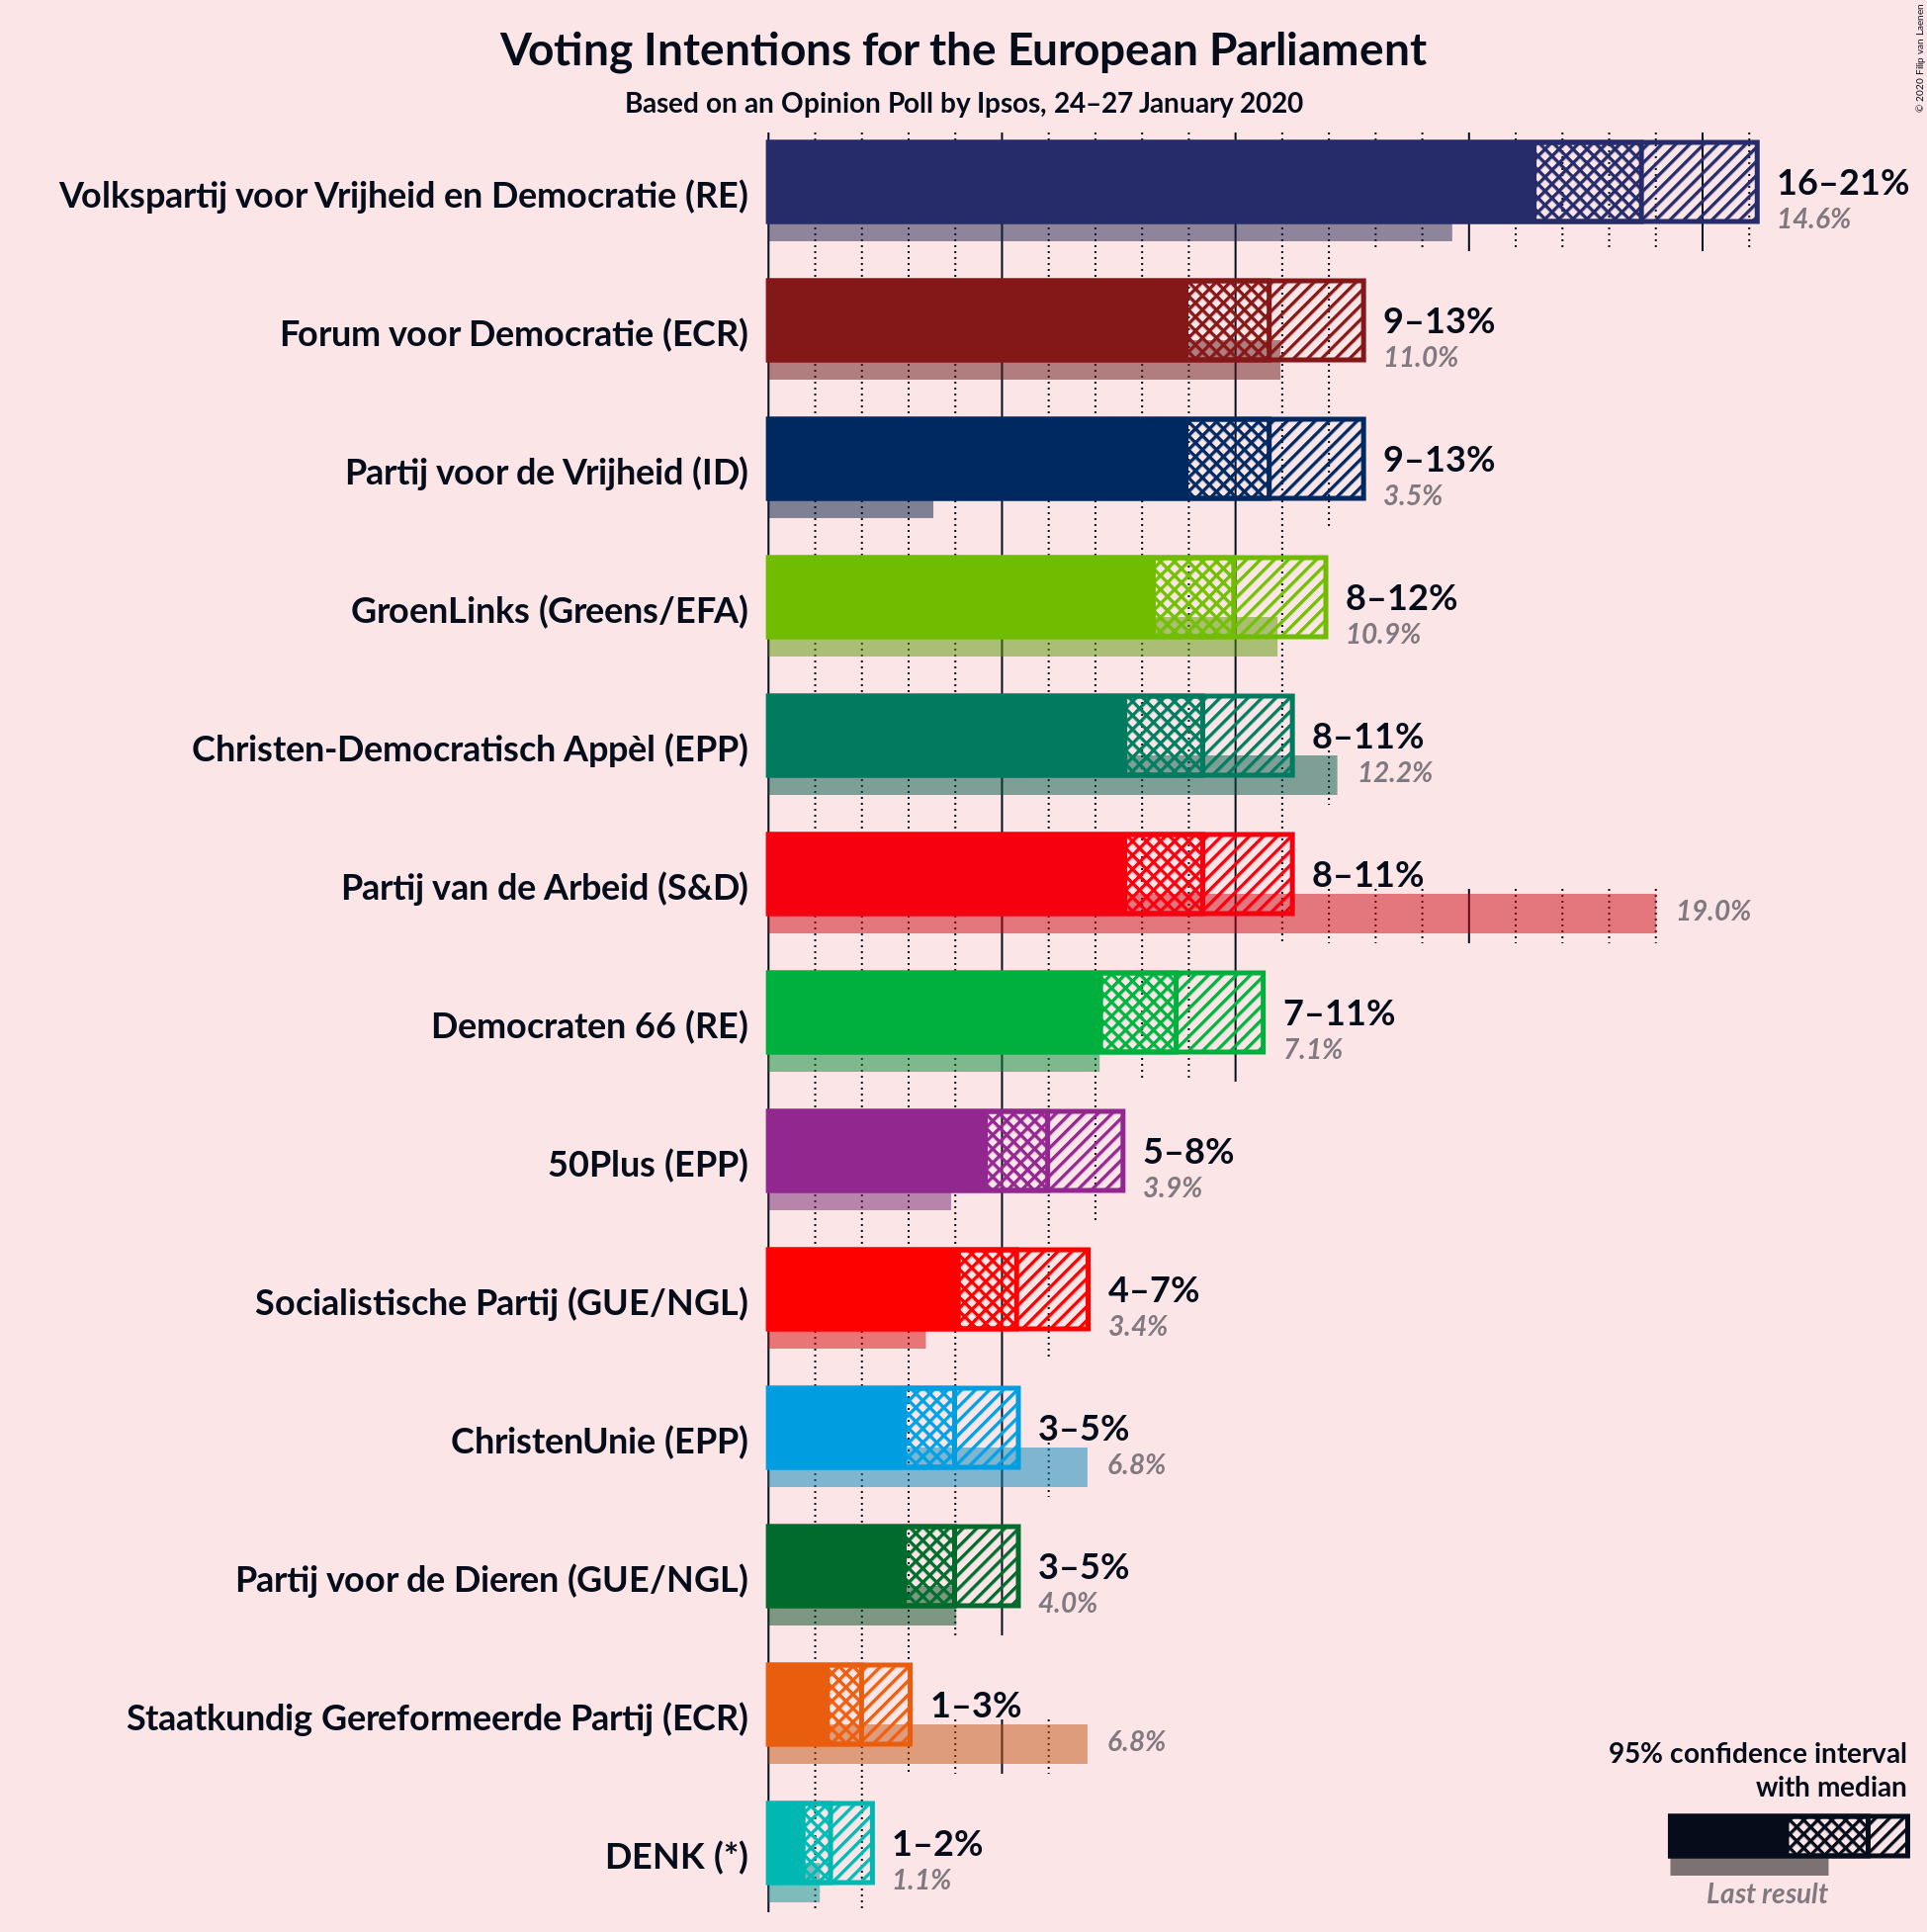 Voting Intentions for the European Parliament
Based on an Opinion Poll by Ipsos, 24–27 January 2020
© 2020 Filip van Laenen
Volkspartij voor Vrijheid en Democratie (RE)
16–21%
14.6%
Forum voor Democratie (ECR)
9–13%
11.0%
Partij voor de Vrijheid (ID)
9–13%
3.5%
GroenLinks (Greens/EFA)
8–12%
10.9%
Christen-Democratisch Appèl (EPP)
8–11%
12.2%
Partij van de Arbeid (S&D)
8–11%
19.0%
Democraten 66 (RE)
7–11%
7.1%
50Plus (EPP)
5–8%
3.9%
Socialistische Partij (GUE/NGL)
4–7%
3.4%
ChristenUnie (EPP)
3–5%
6.8%
Partij voor de Dieren (GUE/NGL)
3–5%
4.0%
Staatkundig Gereformeerde Partij (ECR)
1–3%
6.8%
DENK (*)
1–2%
1.1%
95% confidence interval
with median
Last result